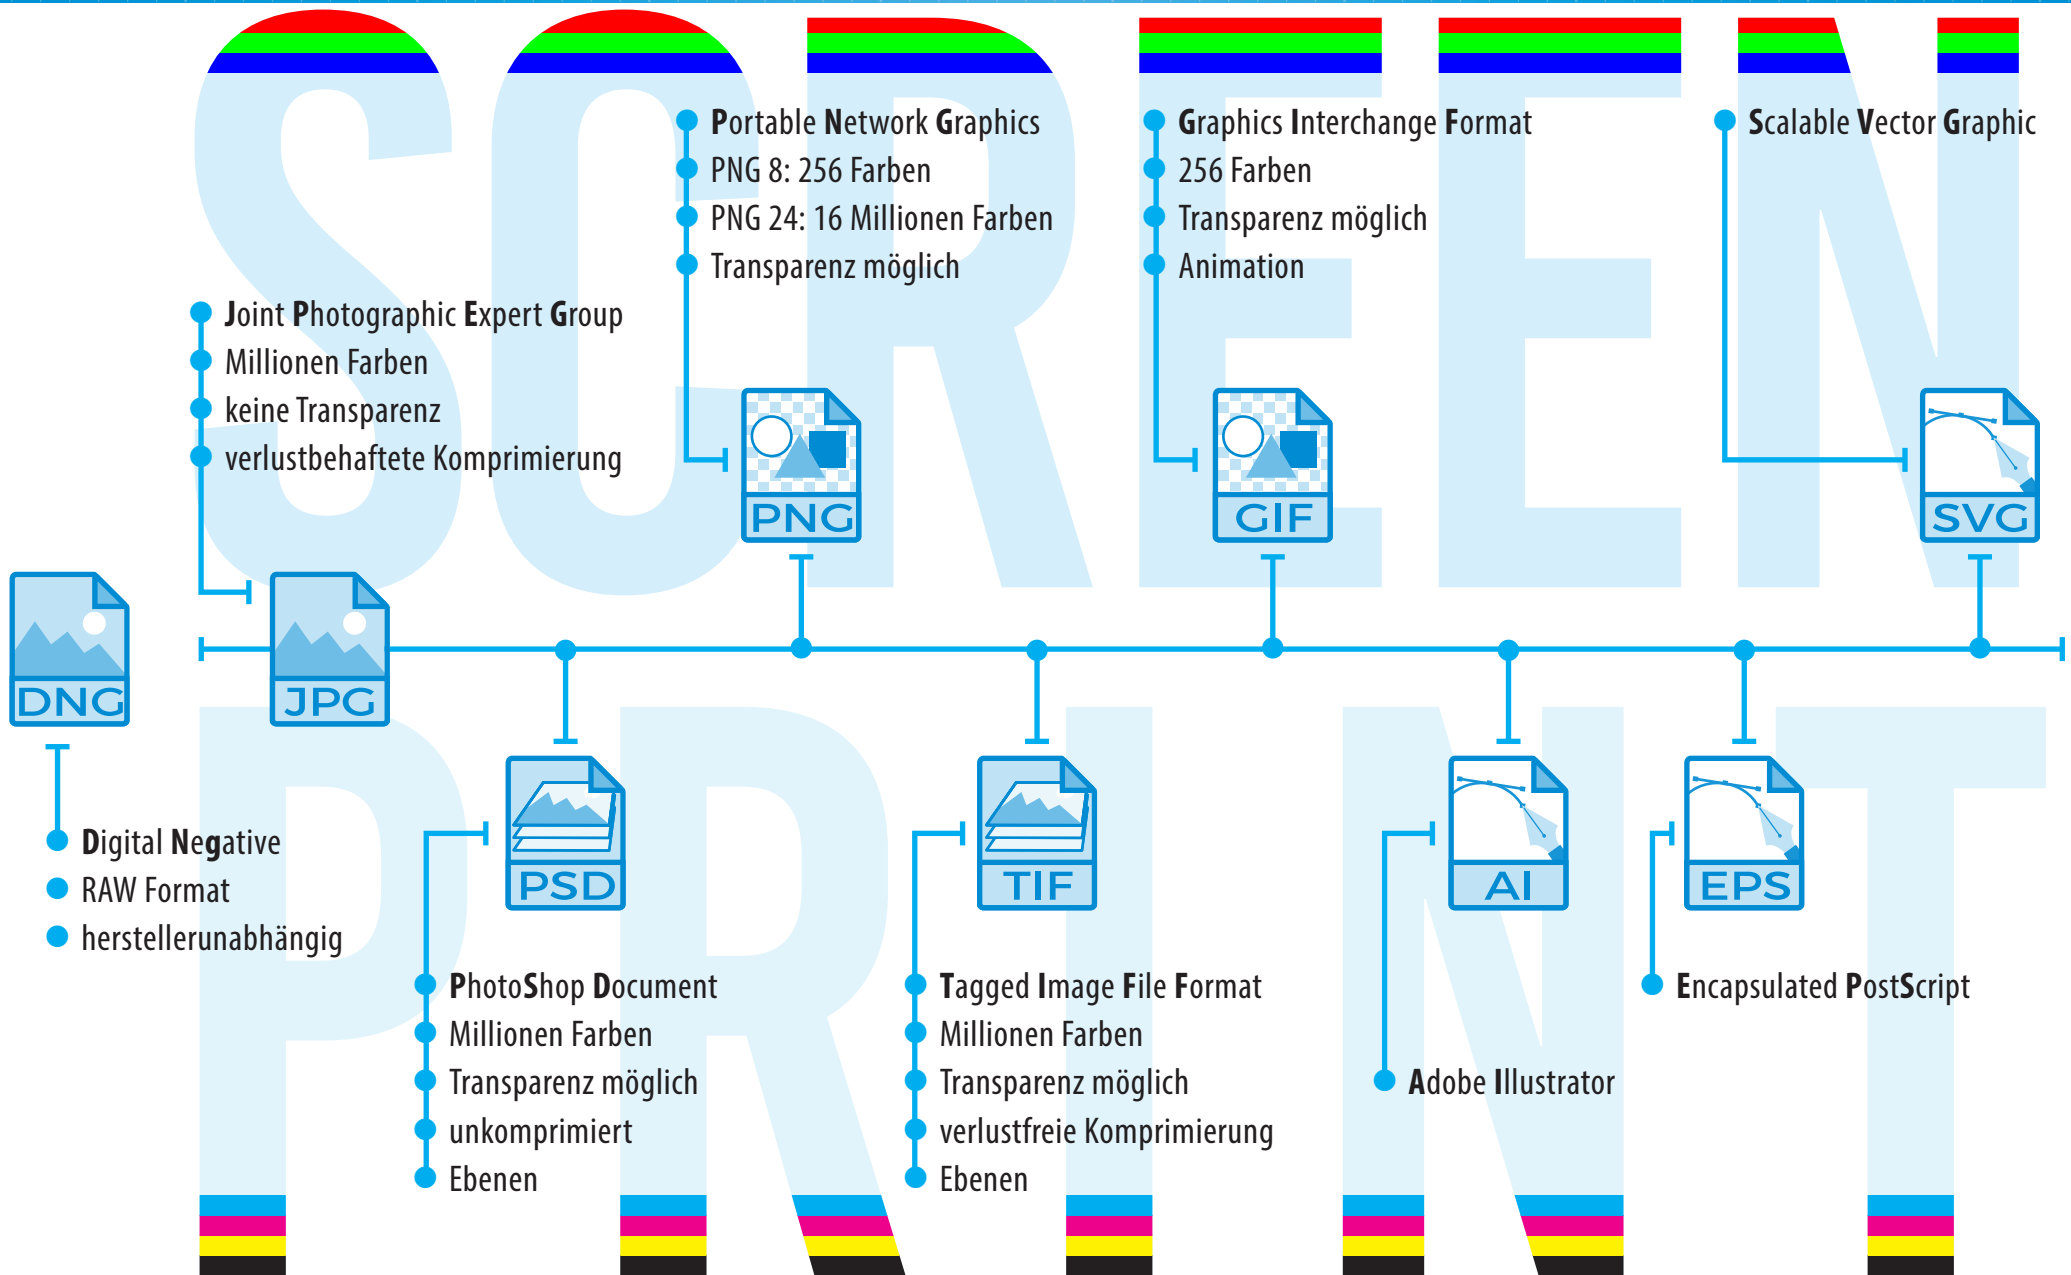 SCREEN
Portable Network Graphics
PNG 8: 256 Farben
PNG 24: 16 Millionen Farben
Transparenz möglich
Graphics Interchange Format
256 Farben
Transparenz möglich
Animation
Scalable Vector Graphic
Joint Photographic Expert Group
Millionen Farben
keine Transparenz
verlustbehaftete Komprimierung
PNG
GIF
SVG
DNG
JPG
PRINT
Digital Negative
RAW Format
herstellerunabhängig
PSD
TIF
AI
EPS
PhotoShop Document
Millionen Farben
Transparenz möglich
unkomprimiert
Ebenen
Tagged Image File Format
Millionen Farben
Transparenz möglich
verlustfreie Komprimierung
Ebenen
Adobe Illustrator
Encapsulated PostScript